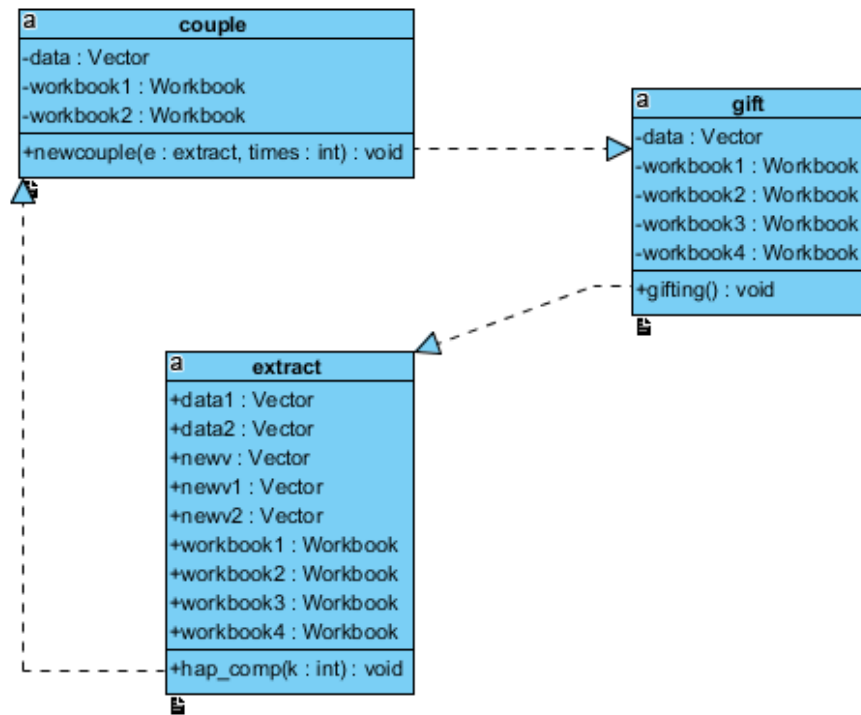 a
couple
-data : Vector
-workbook1 : Workbook
-workbook2 : Workbook
+newcouple(e : extract, times : int) : void
a
gift
-data : Vector
-workbook1 : Workbook
-workbook2 : Workbook
-workbook3 : Workbook
-workbook4 : Workbook
+gifting() : void
a
extract
+data1 : Vector
+data2 : Vector
+newv : Vector
+newv1 : Vector
+newv2 : Vector
+workbook1 : Workbook
+workbook2 : Workbook
+workbook3 : Workbook
+workbook4 : Workbook
+hap_comp(k : int) : void